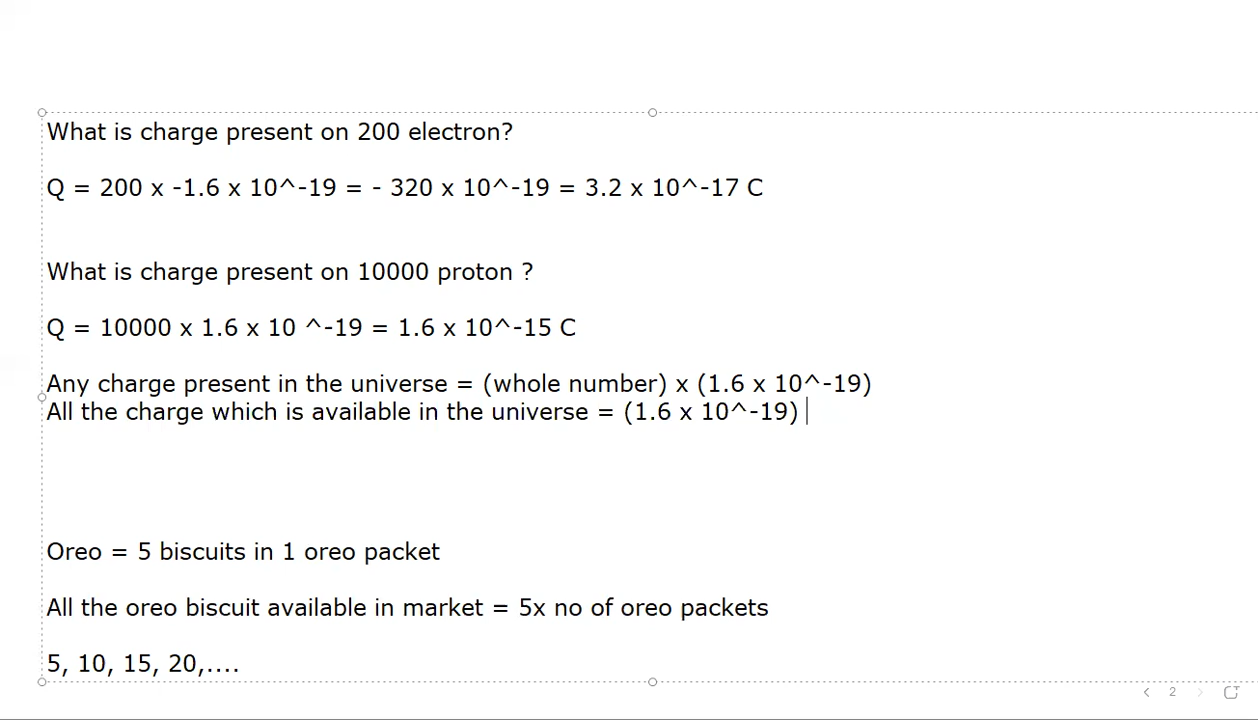 What is charge present on 200 electron?
Q = 200 x -1.6 x 10^-19 = - 320 x 10^-19 = 3.2 x 10^-17 C
What is charge present on 10000 proton ?
Q = 10000 x 1.6 x 10 ^-19 = 1.6 x 10^-15 C
Any charge present in the universe = (whole number) x (1.6 x 10^-19)
All the charge which is available in the universe = (1.6 x 10^-19)
Oreo = 5 biscuits in 1 oreo packet
All the oreo biscuit available in market = 5x no of oreo packets
5, 10, 15, 20,....
2